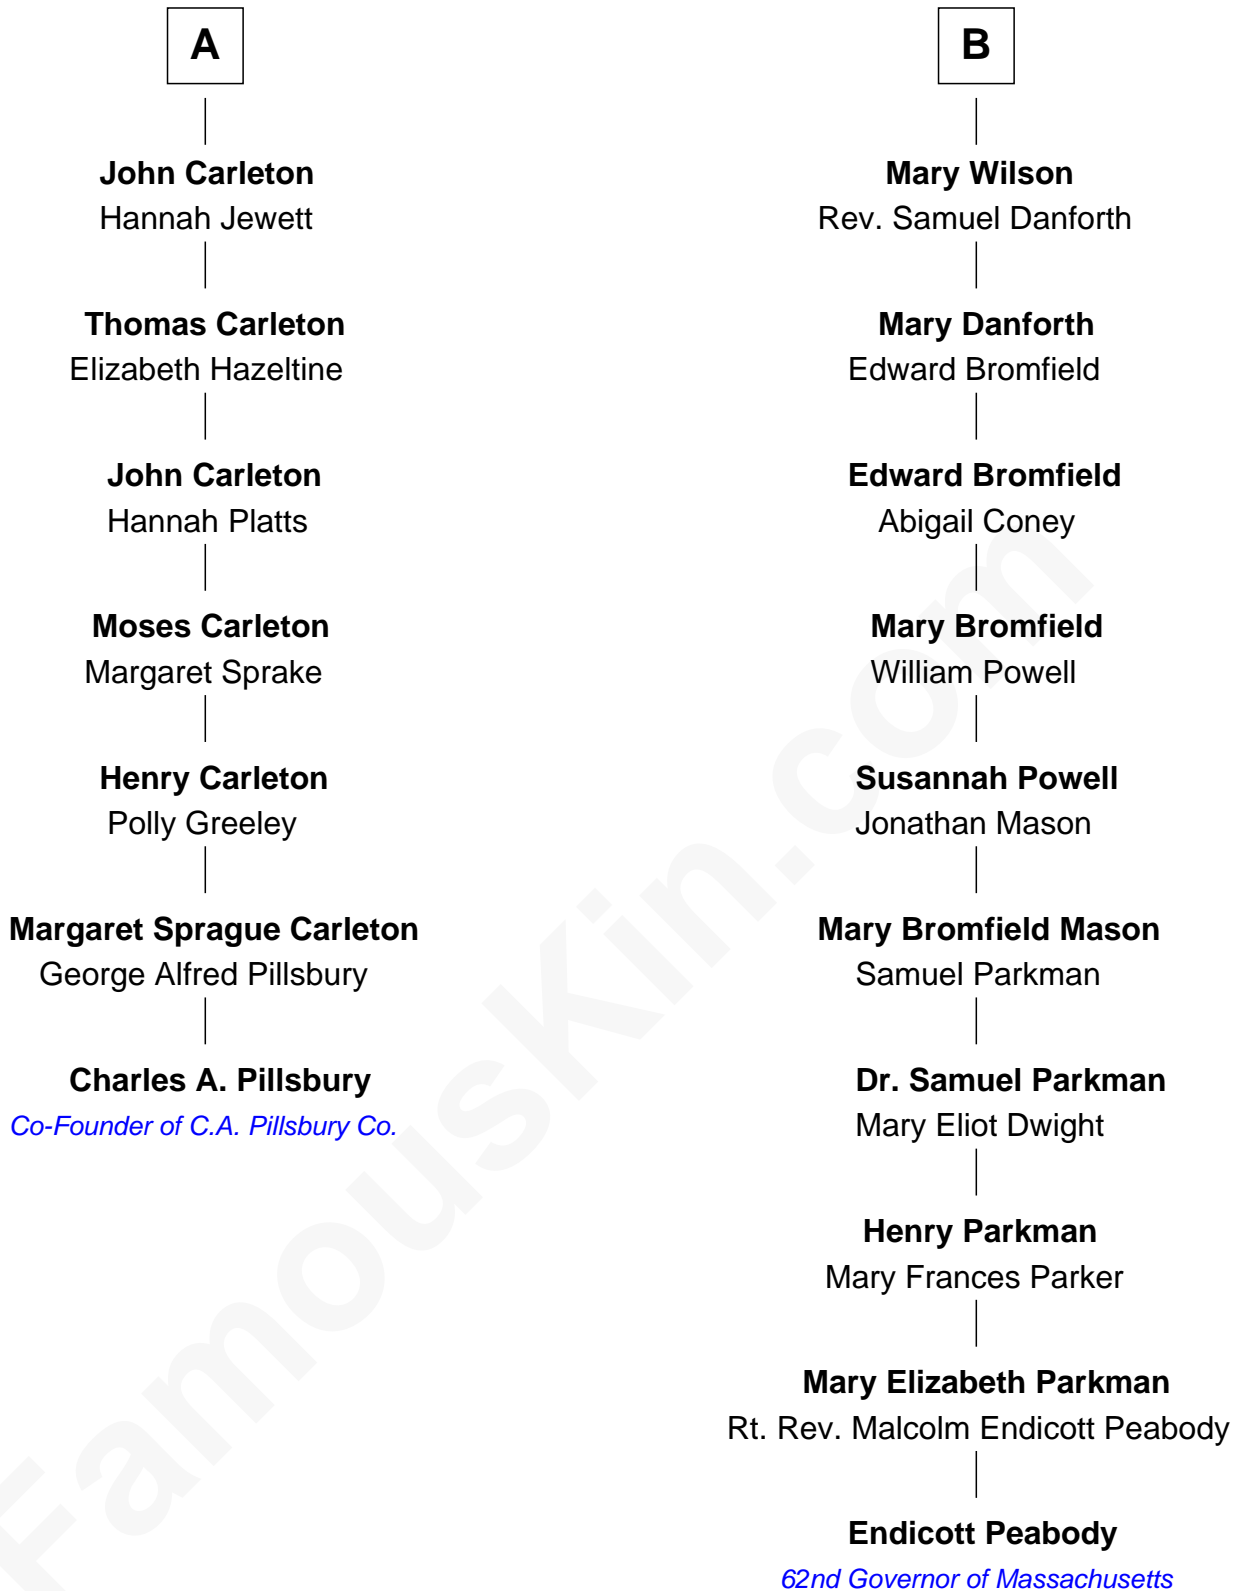 A
John Carleton
Hannah Jewett
Thomas Carleton
Elizabeth Hazeltine
John Carleton
Hannah Platts
Moses Carleton
Margaret Sprake
Henry Carleton
Polly Greeley
Margaret Sprague Carleton
George Alfred Pillsbury
Charles A. Pillsbury
Co-Founder of C.A. Pillsbury Co.
B
Mary Wilson
Rev. Samuel Danforth
Mary Danforth
Edward Bromfield
Edward Bromfield
Abigail Coney
Mary Bromfield
William Powell
Susannah Powell
Jonathan Mason
Mary Bromfield Mason
Samuel Parkman
Dr. Samuel Parkman
Mary Eliot Dwight
Henry Parkman
Mary Frances Parker
Mary Elizabeth Parkman
Rt. Rev. Malcolm Endicott Peabody
Endicott Peabody
62nd Governor of Massachusetts
FamousKin.com